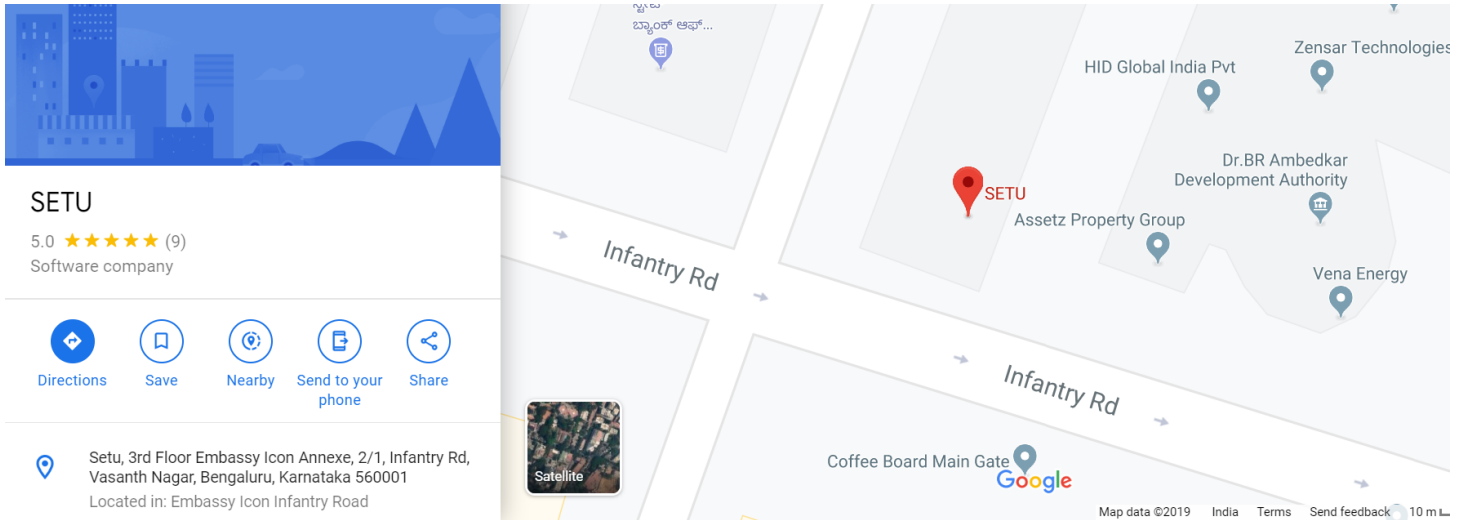 SETU
5.0
(9)
Software company
Directions
Save
Nearby
Send to your
phone
Share
Setu, 3rd Floor Embassy Icon Annexe, 2/1, Infantry Rd,
Vasanth Nagar, Bengaluru, Karnataka 560001
Located in: Embassy Icon Infantry Road
ಬ್ಯಾಂಕ್ ಆಫ್...
HID Global India Pvt
Zensar Technologies
Dr.BR Ambedkar
Development Authority
SETU
Assetz Property Group
Vena Energy
Infantry Rd
Infantry Rd
Coffee Board Main Gate
Satellite
Google
Map data ©2019 India Terms Send feedback 10 m